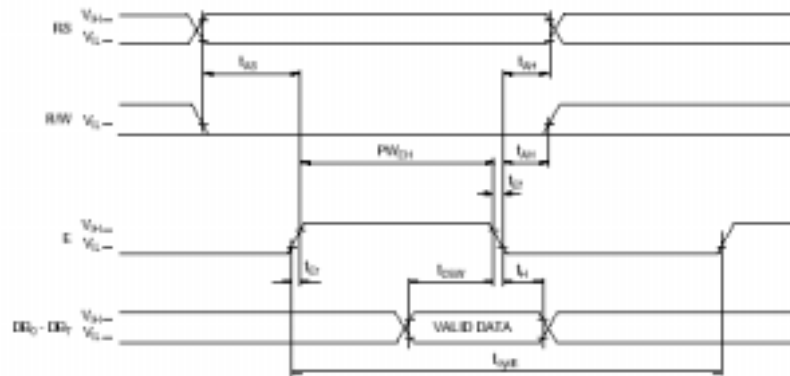 RS VIH VIL
tAS tAH
R/W VIL
PWEH tAH
tEf
E VIH VIL
tEr tDSW tH
DB0 - DB7 VIH VIL VALID DATA
tcycE